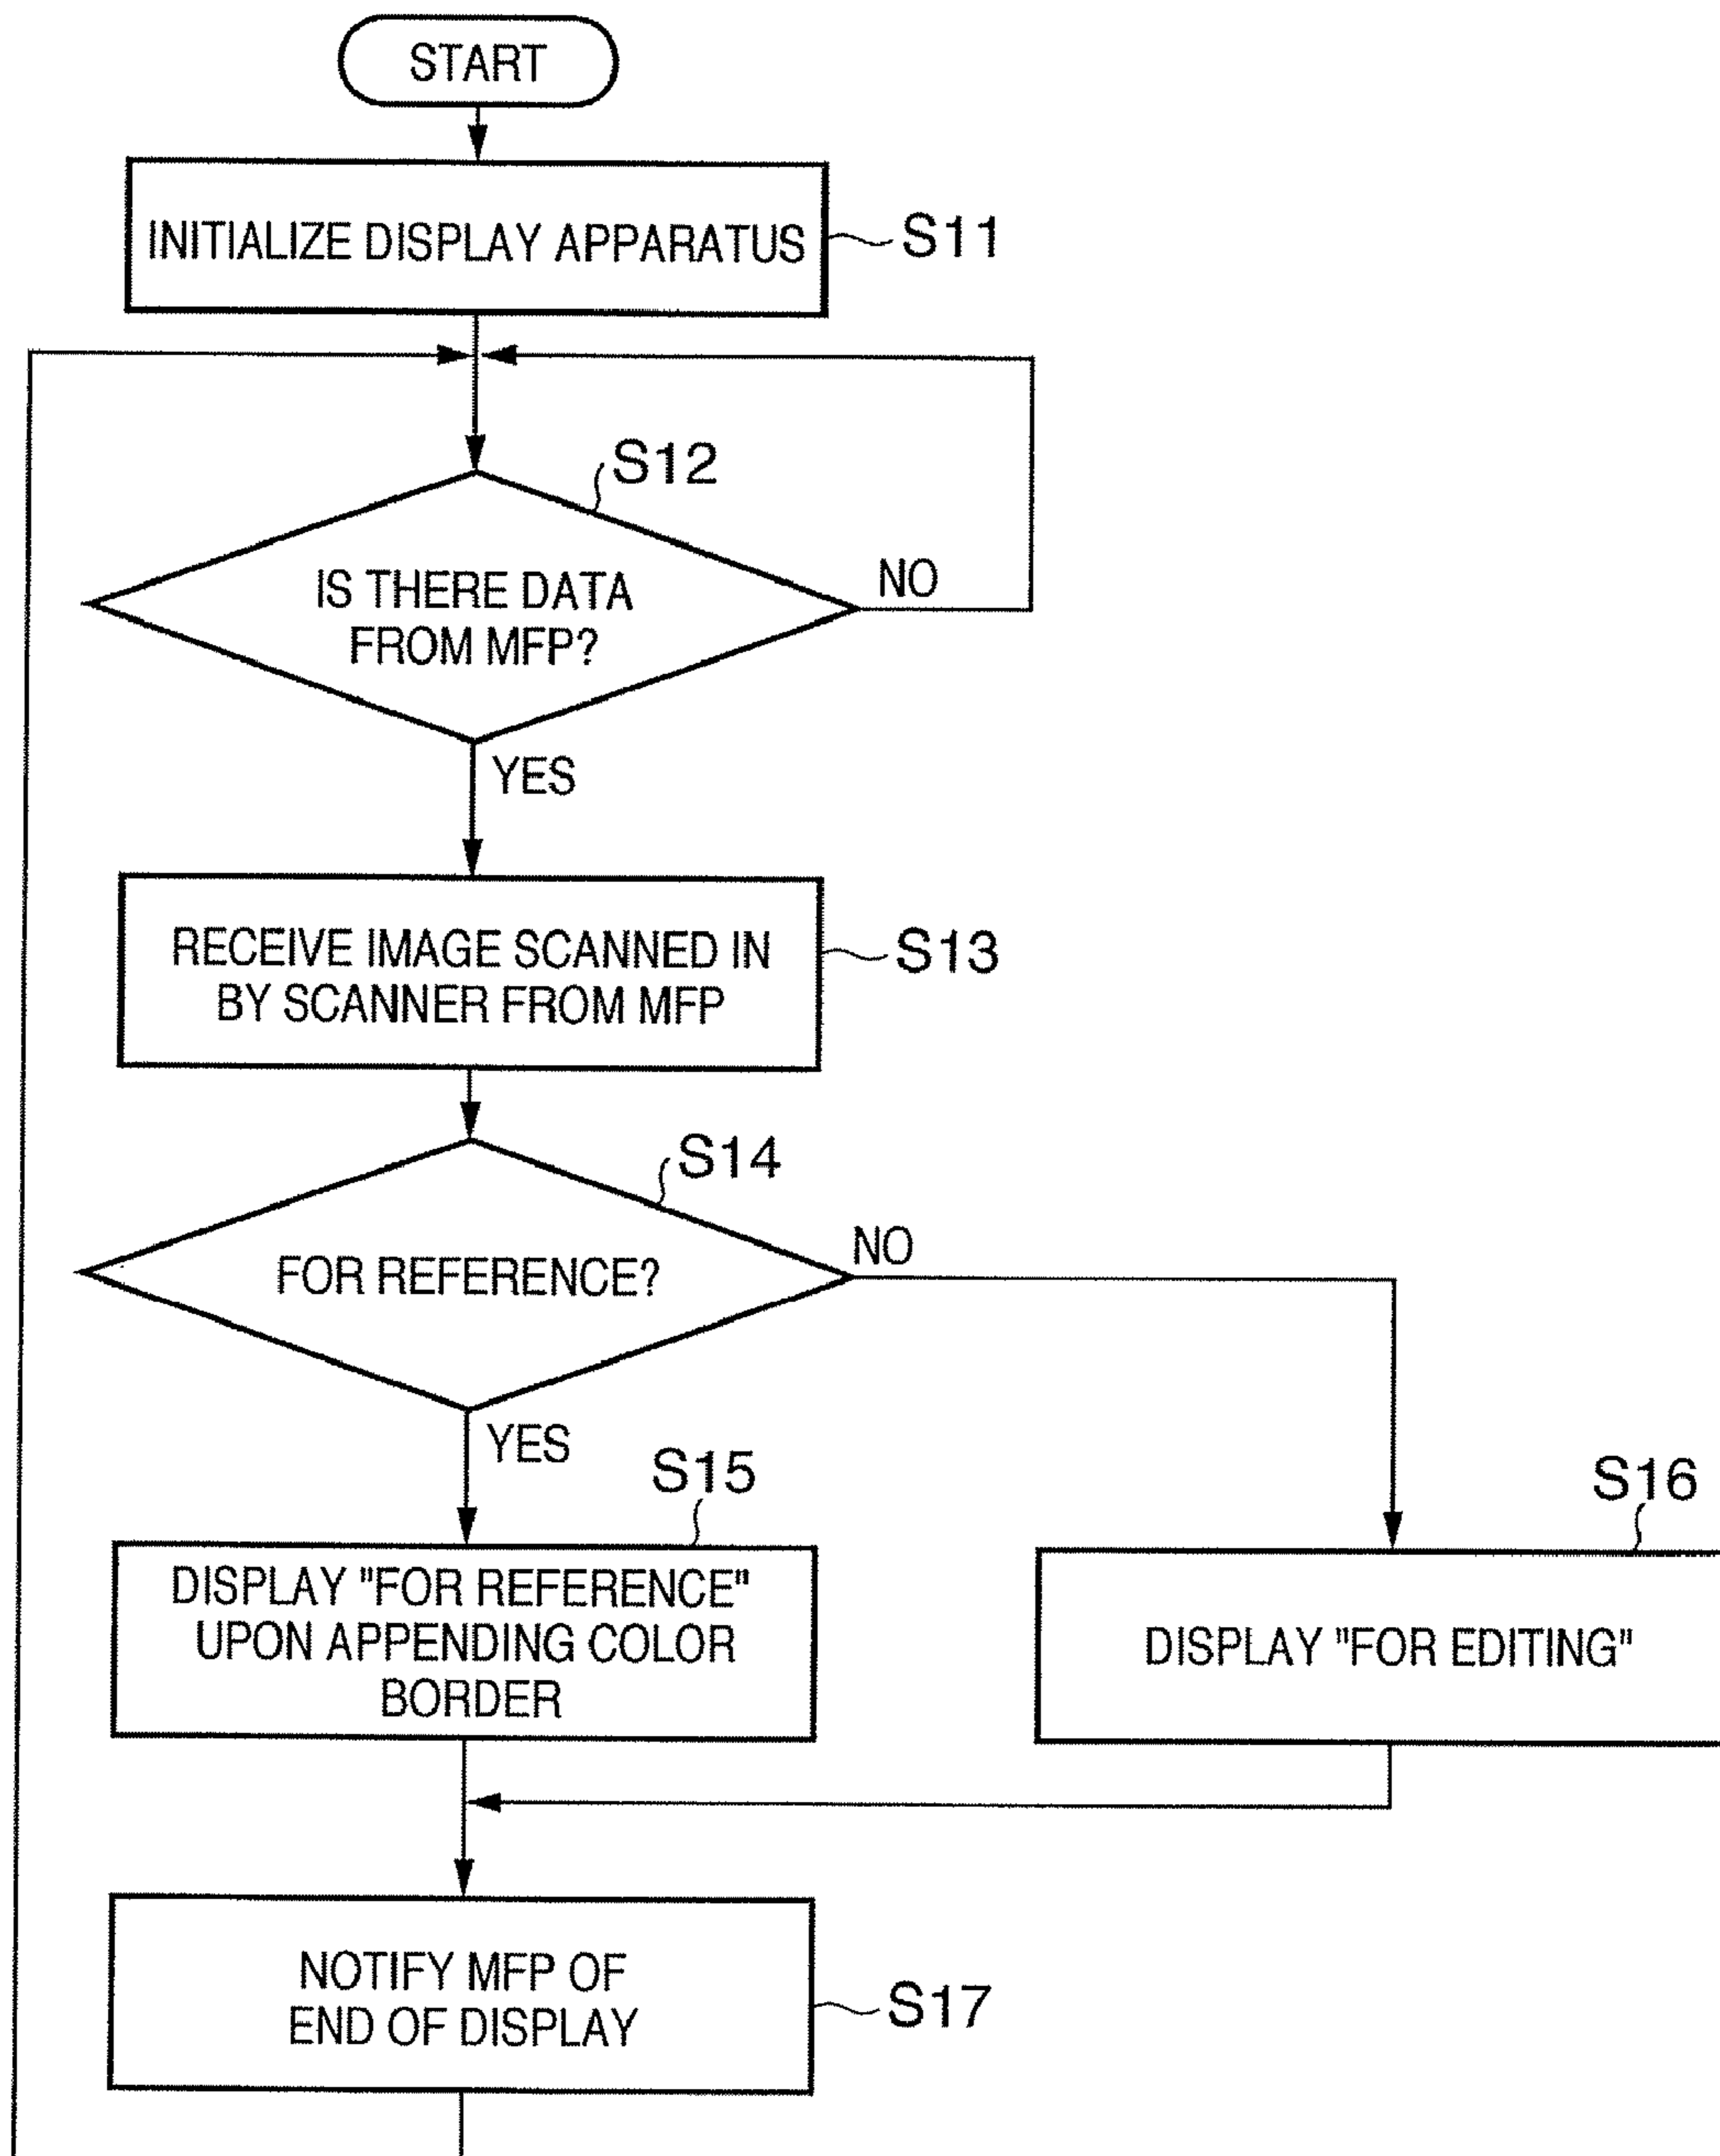 START
INITIALIZE DISPLAY APPARATUS
S11
S12
IS THERE DATA
FROM MFP?
NO
YES
RECEIVE IMAGE SCANNED IN
BY SCANNER FROM MFP
S13
S14
FOR REFERENCE?
NO
YES
S15
DISPLAY "FOR REFERENCE"
UPON APPENDING COLOR
BORDER
S16
DISPLAY "FOR EDITING"
NOTIFY MFP OF
END OF DISPLAY
S17